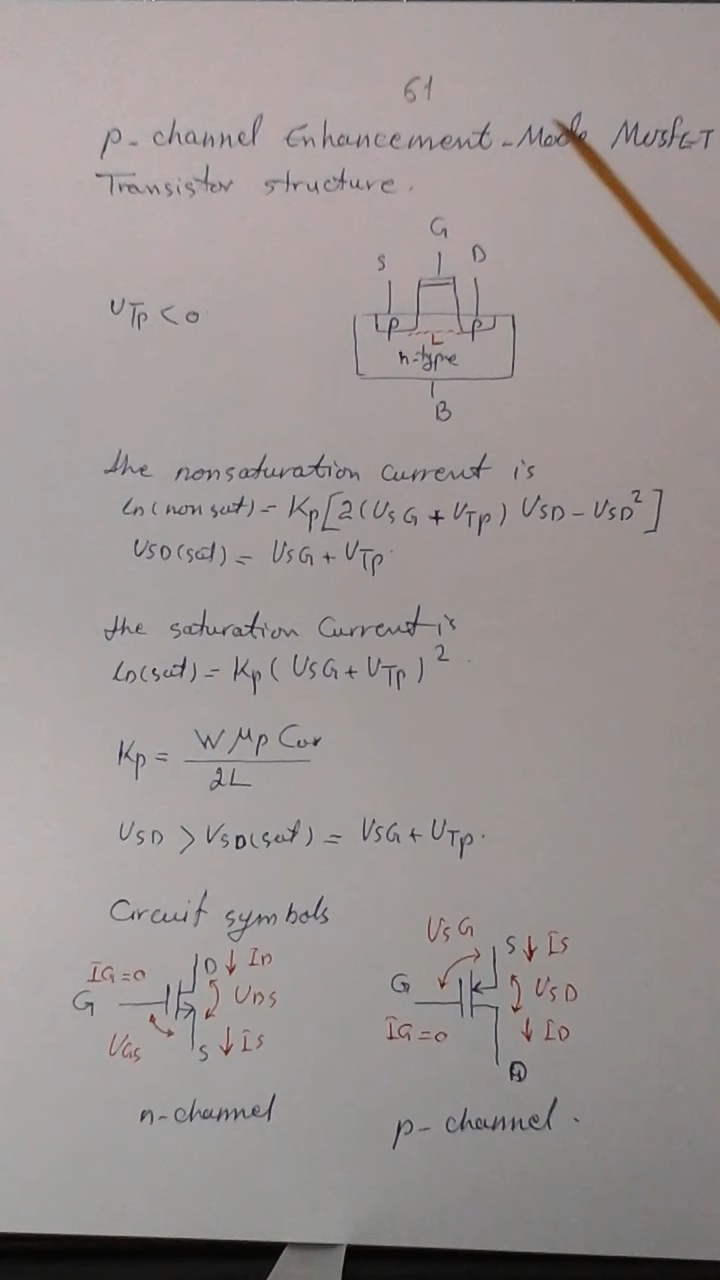 61
p-channel Enhancement-Mode MosfET
Transistor structure.
G
S D
VTp < 0
P P
L
n-type
B
the nonsaturation current is
iD(nonsat) = Kp[2(VSG + VTp) VSD - VSD²]
VSD(sat) = VSG + VTp.
the saturation Current is
iD(sat) = Kp(VSG + VTp)².
Kp = W μp Cox / 2L
VSD > VSD(sat) = VSG + VTp.
Circuit symbols
IG=0 D ↓ ID
G VDS
VGS S ↓ IS
n-channel
VSG S ↓ IS
G VSD
IG=0 ↓ ID
D
p-channel.